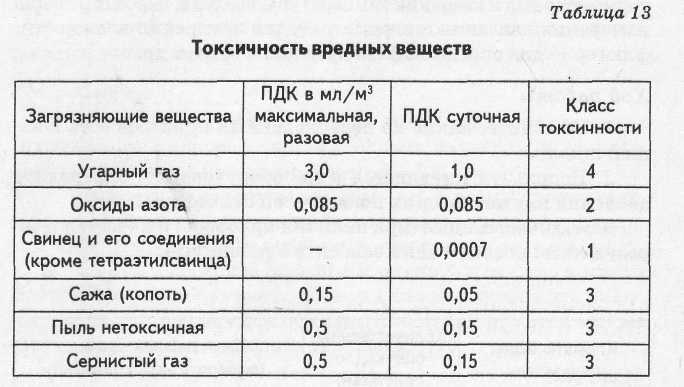 Таблица 13
Токсичность вредных веществ
Загрязняющие вещества
ПДК в мл/м³
максимальная,
разовая
ПДК суточная
Класс
токсичности
Угарный газ 3,0 1,0 4
Оксиды азота 0,085 0,085 2
Свинец и его соединения
(кроме тетраэтилсвинца)
— 0,0007 1
Сажа (копоть) 0,15 0,05 3
Пыль нетоксичная 0,5 0,15 3
Сернистый газ 0,5 0,15 3